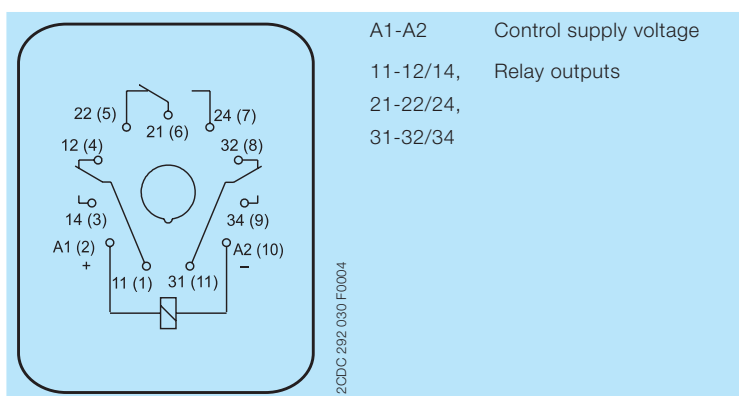 A1-A2 Control supply voltage
11-12/14, Relay outputs
21-22/24,
31-32/34
22 (5)
21 (6)
24 (7)
12 (4)
32 (8)
14 (3)
34 (9)
A1 (2)
+
A2 (10)
–
11 (1)
31 (11)
2CDC 292 030 F0004